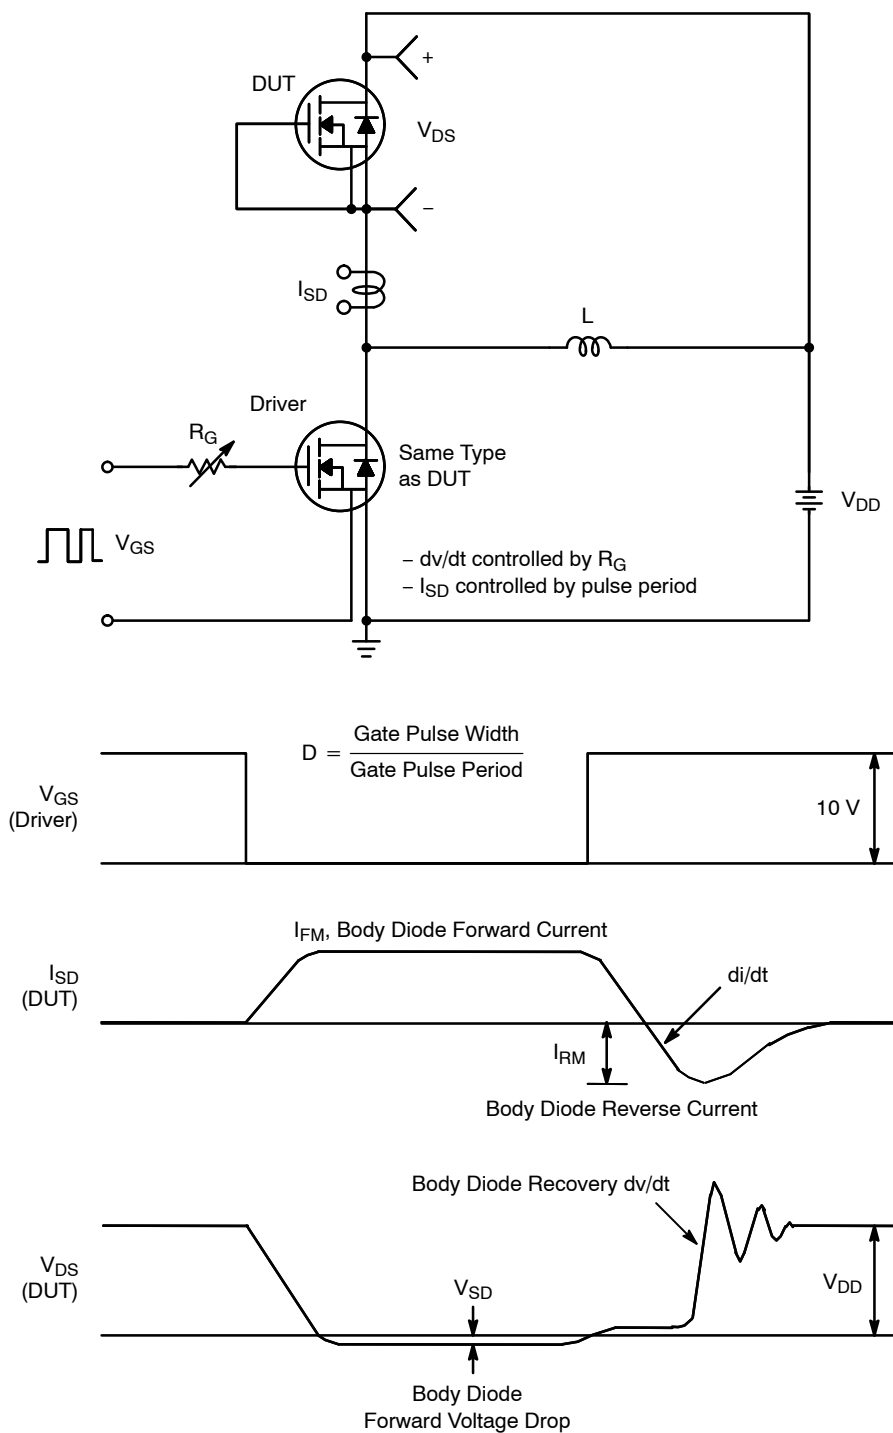 +
DUT
V_DS
−
I_SD
L
Driver
R_G
Same Type
as DUT
V_DD
V_GS
− dv/dt controlled by R_G
− I_SD controlled by pulse period
D = Gate Pulse Width
Gate Pulse Period
V_GS
(Driver)
10 V
I_FM, Body Diode Forward Current
I_SD
(DUT)
di/dt
I_RM
Body Diode Reverse Current
Body Diode Recovery dv/dt
V_DS
(DUT)
V_SD
V_DD
Body Diode
Forward Voltage Drop